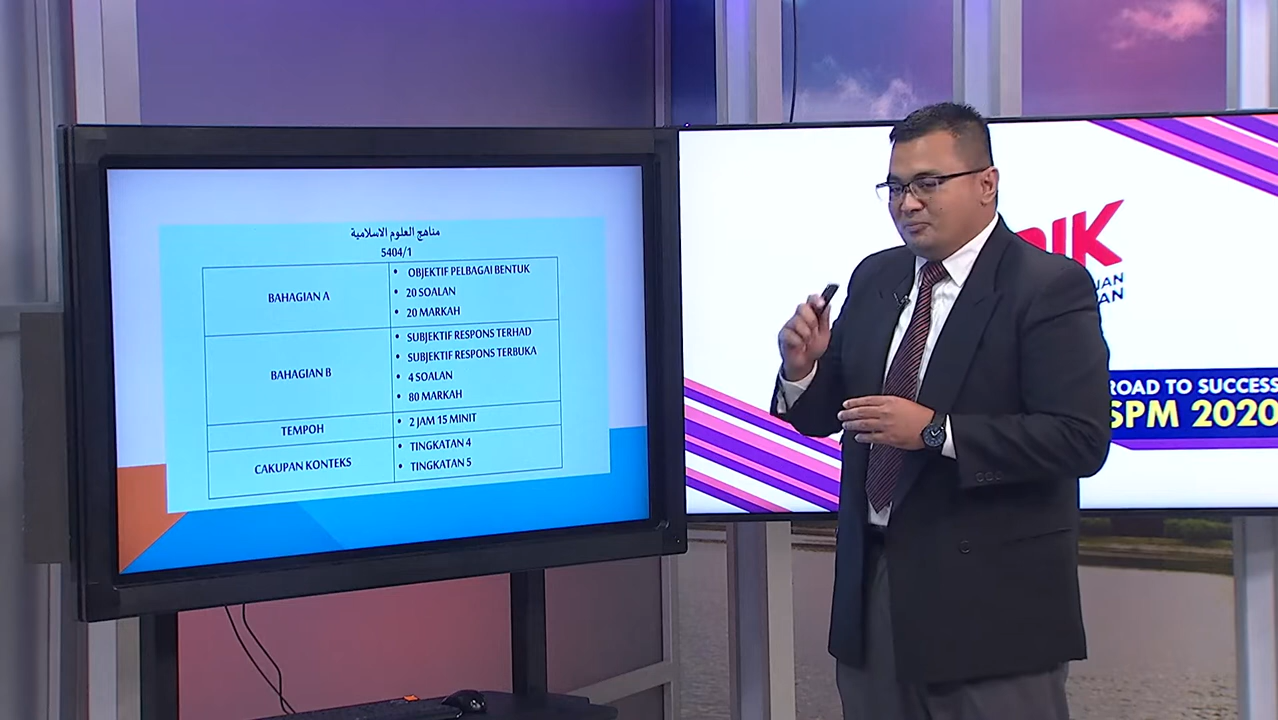 مناهج العلوم الاسلامية
5404/1
BAHAGIAN A
• OBJEKTIF PELBAGAI BENTUK
• 20 SOALAN
• 20 MARKAH
BAHAGIAN B
• SUBJEKTIF RESPONS TERHAD
• SUBJEKTIF RESPONS TERBUKA
• 4 SOALAN
• 80 MARKAH
TEMPOH
• 2 JAM 15 MINIT
CAKUPAN KONTEKS
• TINGKATAN 4
• TINGKATAN 5
DIK
ROAD TO SUCCESS
SPM 2020